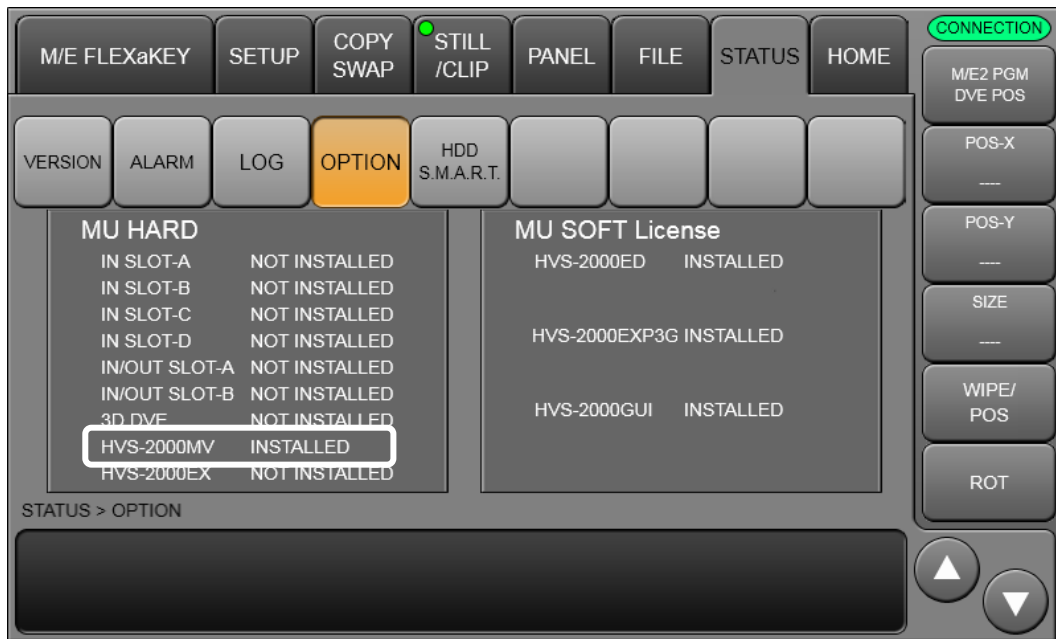 M/E FLEXaKEY
SETUP
COPY
SWAP
STILL
/CLIP
PANEL
FILE
STATUS
HOME
CONNECTION
M/E2 PGM
DVE POS
VERSION
ALARM
LOG
OPTION
HDD
S.M.A.R.T.
POS-X
----
MU HARD
IN SLOT-A NOT INSTALLED
IN SLOT-B NOT INSTALLED
IN SLOT-C NOT INSTALLED
IN SLOT-D NOT INSTALLED
IN/OUT SLOT-A NOT INSTALLED
IN/OUT SLOT-B NOT INSTALLED
3D DVE NOT INSTALLED
HVS-2000MV INSTALLED
HVS-2000EX NOT INSTALLED
MU SOFT License
HVS-2000ED INSTALLED
HVS-2000EXP3G INSTALLED
HVS-2000GUI INSTALLED
POS-Y
----
SIZE
----
WIPE/
POS
ROT
STATUS > OPTION